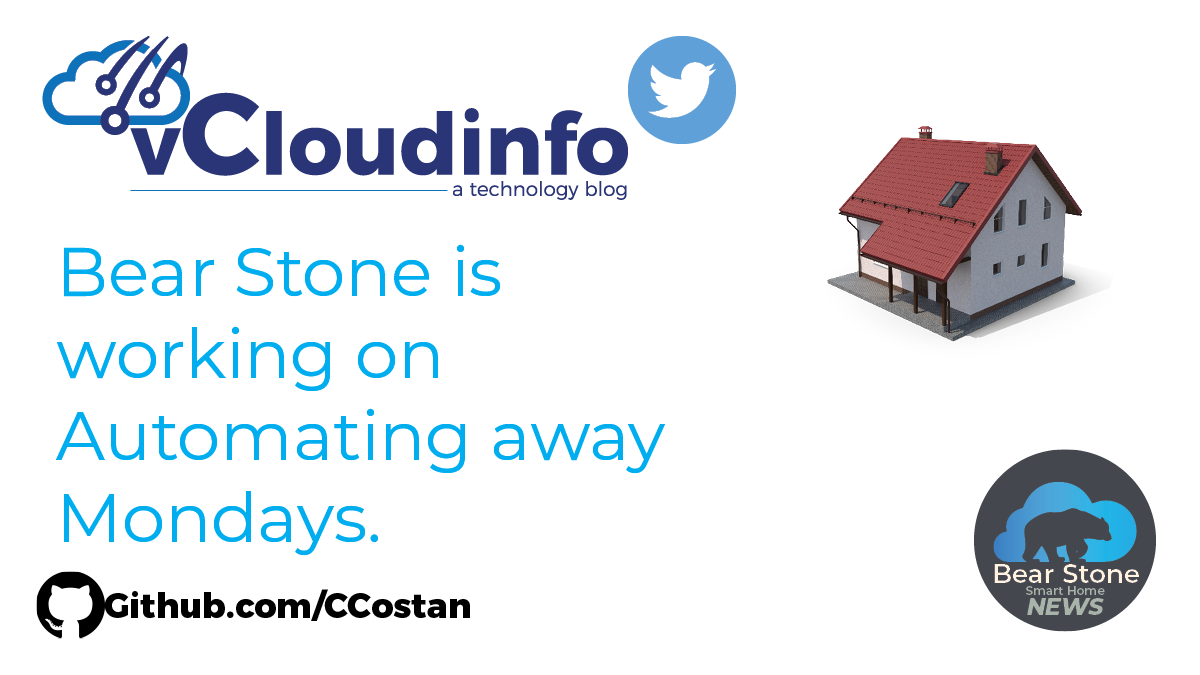 vCloudinfo
a technology blog
Bear Stone is
working on
Automating away
Mondays.
Github.com/CCostan
Bear Stone
Smart Home
NEWS